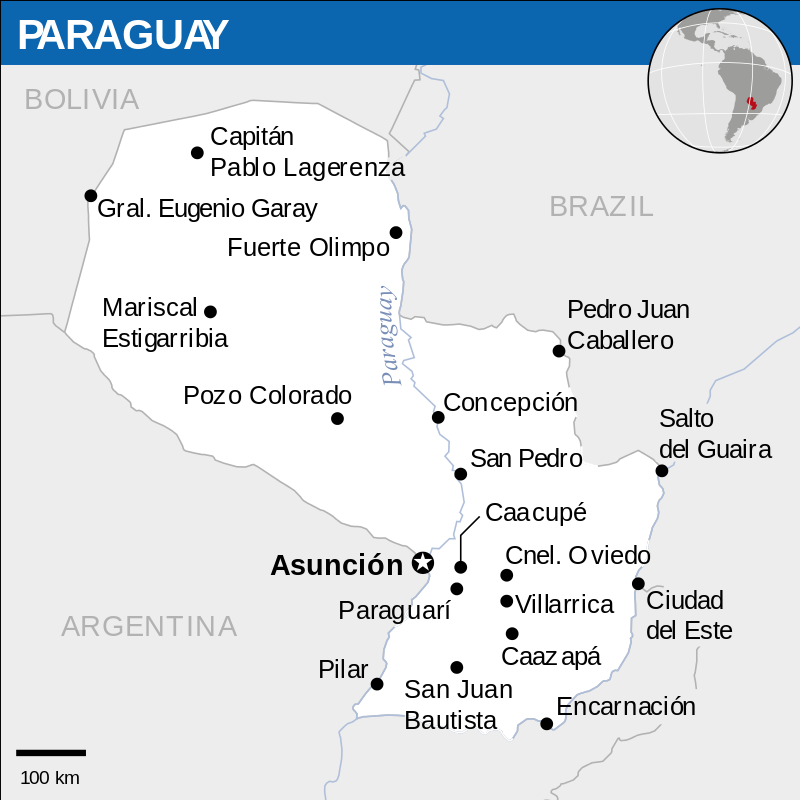 PARAGUAY
BOLIVIA
Capitán
Pablo Lagerenza
Gral. Eugenio Garay
BRAZIL
Fuerte Olimpo
Paraguay
Mariscal
Estigarribia
Pedro Juan
Caballero
Pozo Colorado
Concepción
Salto
del Guaira
San Pedro
Caacupé
Asunción
Cnel. Oviedo
Paraguarí
Villarrica
Ciudad
del Este
ARGENTINA
Caazapá
Pilar
San Juan
Bautista
Encarnación
100 km